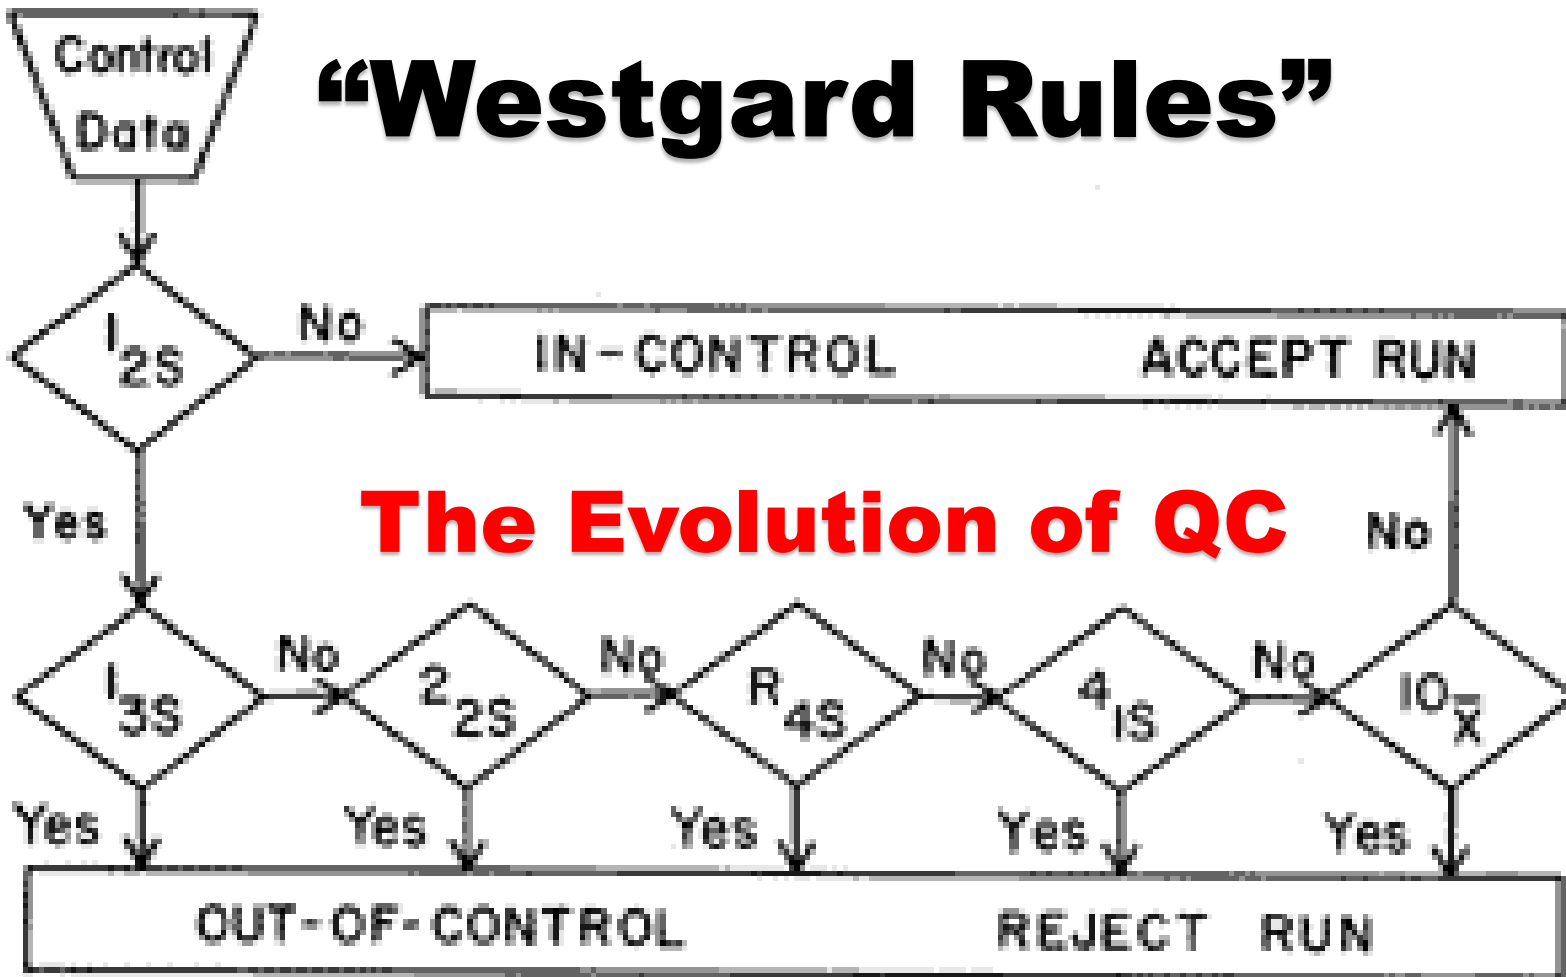 Control
Data
“Westgard Rules”
1 2S
No
IN-CONTROL ACCEPT RUN
Yes
The Evolution of QC
No
1 3S
No
2 2S
No
R 4S
No
4 1S
No
10 X̅
Yes
Yes
Yes
Yes
Yes
OUT-OF-CONTROL REJECT RUN